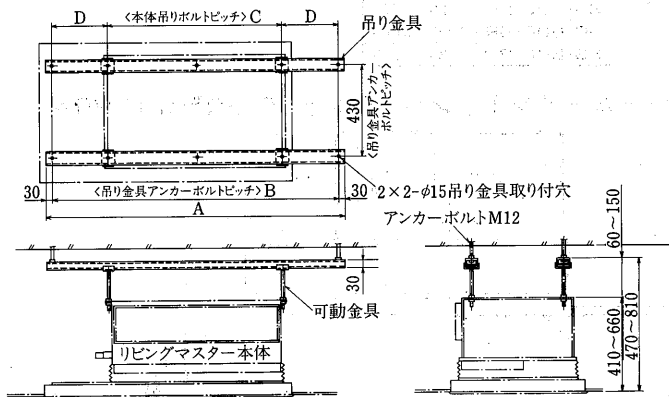 D
〈本体吊りボルトピッチ〉C
D
吊り金具
430
〈吊り金具アンカー
ボルトピッチ〉
30
〈吊り金具アンカーボルトピッチ〉B
30
2×2-φ15吊り金具取り付穴
A
アンカーボルトM12
60～150
30
可動金具
リビングマスター本体
410～660
470～810